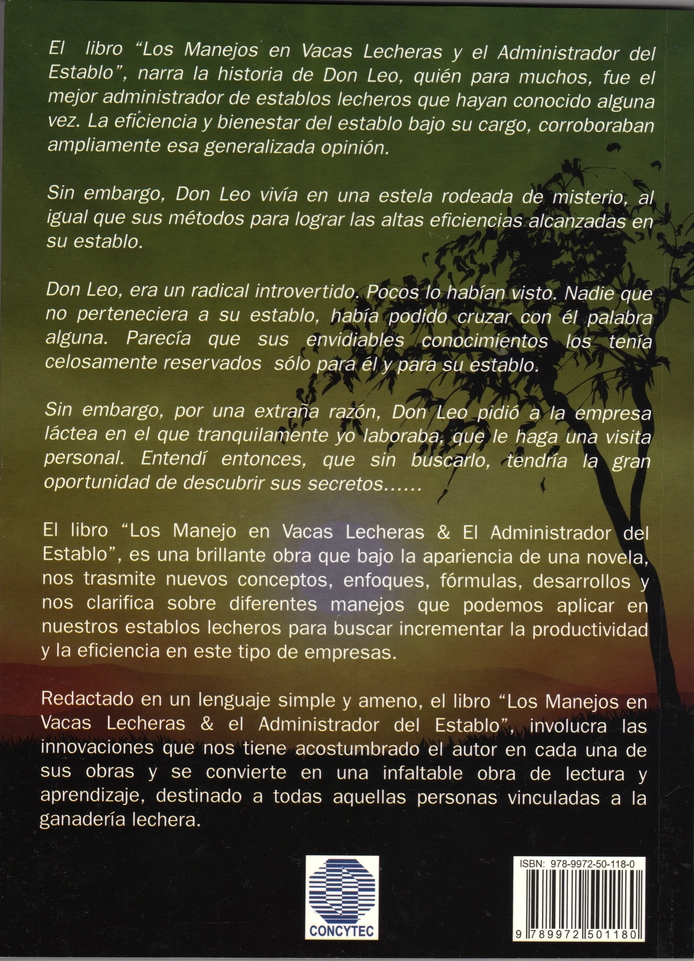 El libro “Los Manejos en Vacas Lecheras y el Administrador del
Establo”, narra la historia de Don Leo, quién para muchos, fue el
mejor administrador de establos lecheros que hayan conocido alguna
vez. La eficiencia y bienestar del establo bajo su cargo, corroboraban
ampliamente esa generalizada opinión.
Sin embargo, Don Leo vivía en una estela rodeada de misterio, al
igual que sus métodos para lograr las altas eficiencias alcanzadas en
su establo.
Don Leo, era un radical introvertido. Pocos lo habían visto. Nadie que
no perteneciera a su establo, había podido cruzar con él palabra
alguna. Parecía que sus envidiables conocimientos los tenía
celosamente reservados sólo para él y para su establo.
Sin embargo, por una extraña razón, Don Leo pidió a la empresa
láctea en el que tranquilamente yo laboraba, que le haga una visita
personal. Entendí entonces, que sin buscarlo, tendría la gran
oportunidad de descubrir sus secretos......
El libro “Los Manejo en Vacas Lecheras & El Administrador del
Establo”, es una brillante obra que bajo la apariencia de una novela,
nos trasmite nuevos conceptos, enfoques, fórmulas, desarrollos y
nos clarifica sobre diferentes manejos que podemos aplicar en
nuestros establos lecheros para buscar incrementar la productividad
y la eficiencia en este tipo de empresas.
Redactado en un lenguaje simple y ameno, el libro “Los Manejos en
Vacas Lecheras & el Administrador del Establo”, involucra las
innovaciones que nos tiene acostumbrado el autor en cada una de
sus obras y se convierte en una infaltable obra de lectura y
aprendizaje, destinado a todas aquellas personas vinculadas a la
ganadería lechera.
CONCYTEC
ISBN: 978-9972-50-118-0
9 789972 501180